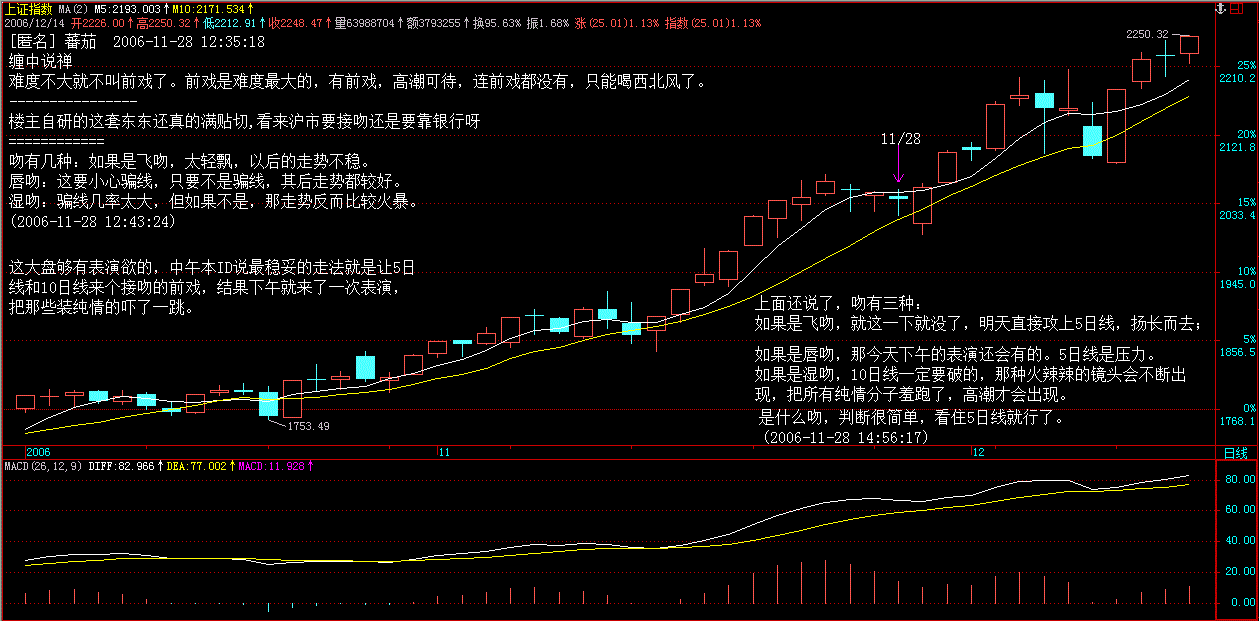 上证指数 MA(2) M5:2193.003↑M10:2171.534↑
2006/12/14 开2226.00↑高2250.32↑低2212.91↑收2248.47↑量63988704↑额3793255↑换95.63% 振1.68% 涨(25.01)1.13% 指数(25.01)1.13%
[匿名] 蕃茄  2006-11-28 12:35:18
缠中说禅
难度不大就不叫前戏了。前戏是难度最大的，有前戏，高潮可待，连前戏都没有，只能喝西北风了。
----------------
楼主自研的这套东东还真的满贴切,看来沪市要接吻还是要靠银行呀
============
吻有几种：如果是飞吻，太轻飘，以后的走势不稳。
唇吻：这要小心骗线，只要不是骗线，其后走势都较好。
湿吻：骗线几率太大，但如果不是，那走势反而比较火暴。
(2006-11-28 12:43:24)
这大盘够有表演欲的，中午本ID说最稳妥的走法就是让5日
线和10日线来个接吻的前戏，结果下午就来了一次表演，
把那些装纯情的吓了一跳。
11/28
2250.32
1753.49
上面还说了，吻有三种：
如果是飞吻，就这一下就没了，明天直接攻上5日线，扬长而去；
如果是唇吻，那今天下午的表演还会有的。5日线是压力。
如果是湿吻，10日线一定要破的，那种火辣辣的镜头会不断出
现，把所有纯情分子羞跑了，高潮才会出现。
是什么吻，判断很简单，看住5日线就行了。
(2006-11-28 14:56:17)
25%
2210.2
20%
2121.8
15%
2033.4
10%
1945.0
5%
1856.5
0%
1768.1
2006
11
12
日线
MACD(26,12,9) DIFF:82.966↑DEA:77.002↑MACD:11.928↑
80.00
60.00
40.00
20.00
0.00